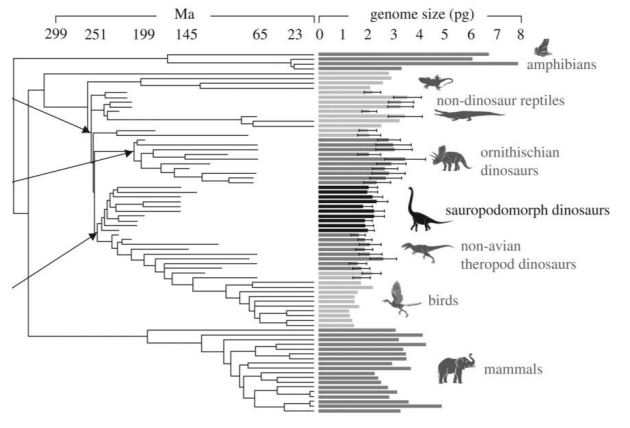 Ma
genome size (pg)
299 251 199 145 65 23
0 1 2 3 4 5 6 7 8
amphibians
non-dinosaur reptiles
ornithischian
dinosaurs
sauropodomorph dinosaurs
non-avian
theropod dinosaurs
birds
mammals